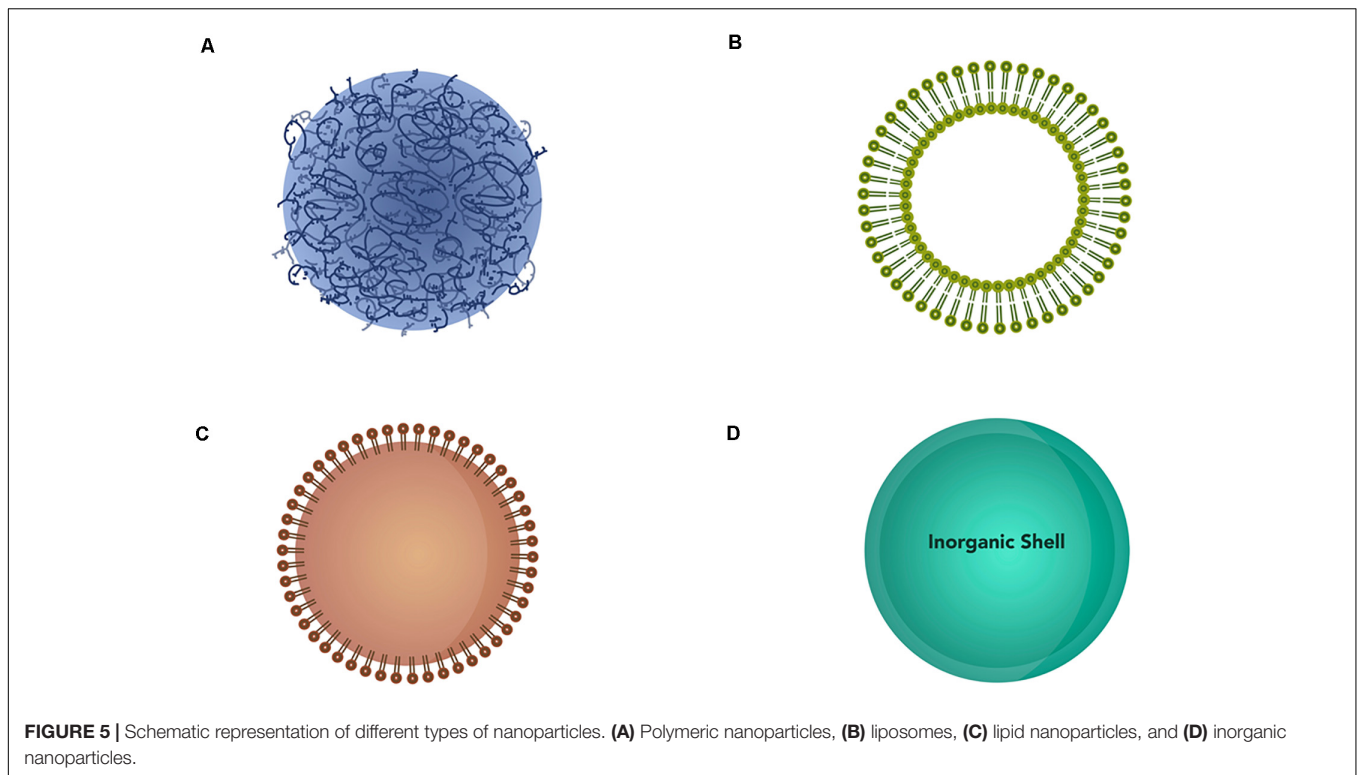 A
B
C
D
Inorganic Shell
FIGURE 5 | Schematic representation of different types of nanoparticles. (A) Polymeric nanoparticles, (B) liposomes, (C) lipid nanoparticles, and (D) inorganic
nanoparticles.